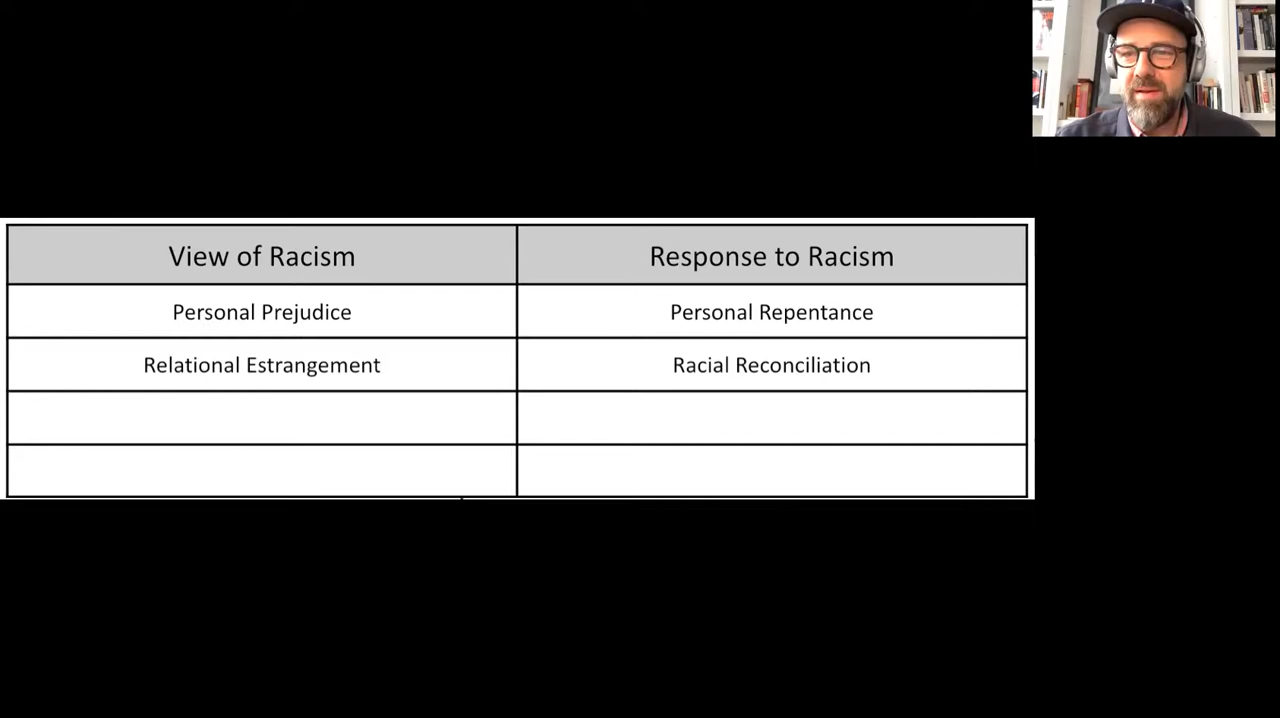 View of Racism
Response to Racism
Personal Prejudice
Personal Repentance
Relational Estrangement
Racial Reconciliation